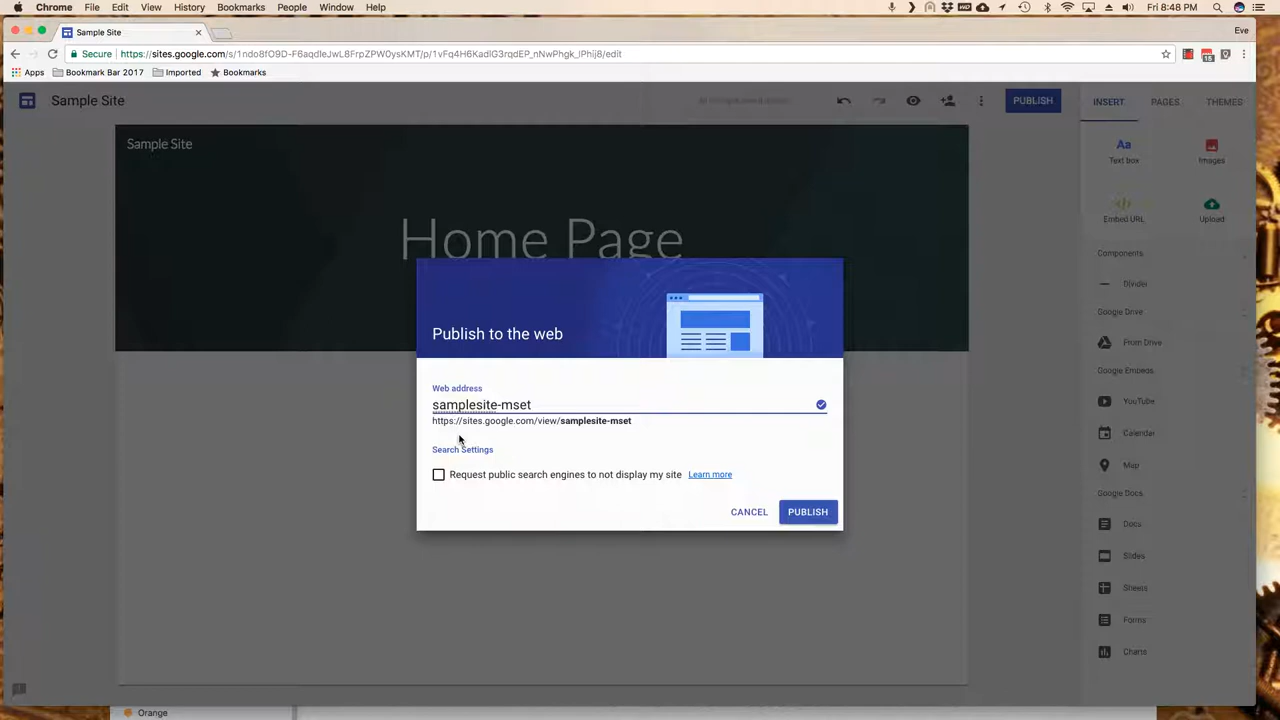 Chrome File Edit View History Bookmarks People Window Help Fri 8:48 PM
Sample Site Eve
Secure https://sites.google.com/s/1ndo8fO9D-F6aqdleJwL8FrpZPW0ysKMT/p/1vFq4H6KadlG3rqdEP_nNwPhgk_lPhij8/edit
Apps Bookmark Bar 2017 Imported Bookmarks
Sample Site PUBLISH INSERT PAGES THEMES
Sample Site
Text box Images
Home Page
Embed URL Upload
Components
Divider
Google Drive
From Drive
Google Embeds
YouTube
Calendar
Map
Google Docs
Docs
Slides
Sheets
Forms
Charts
Publish to the web
Web address
samplesite-mset
https://sites.google.com/view/samplesite-mset
Search Settings
Request public search engines to not display my site Learn more
CANCEL PUBLISH
Orange